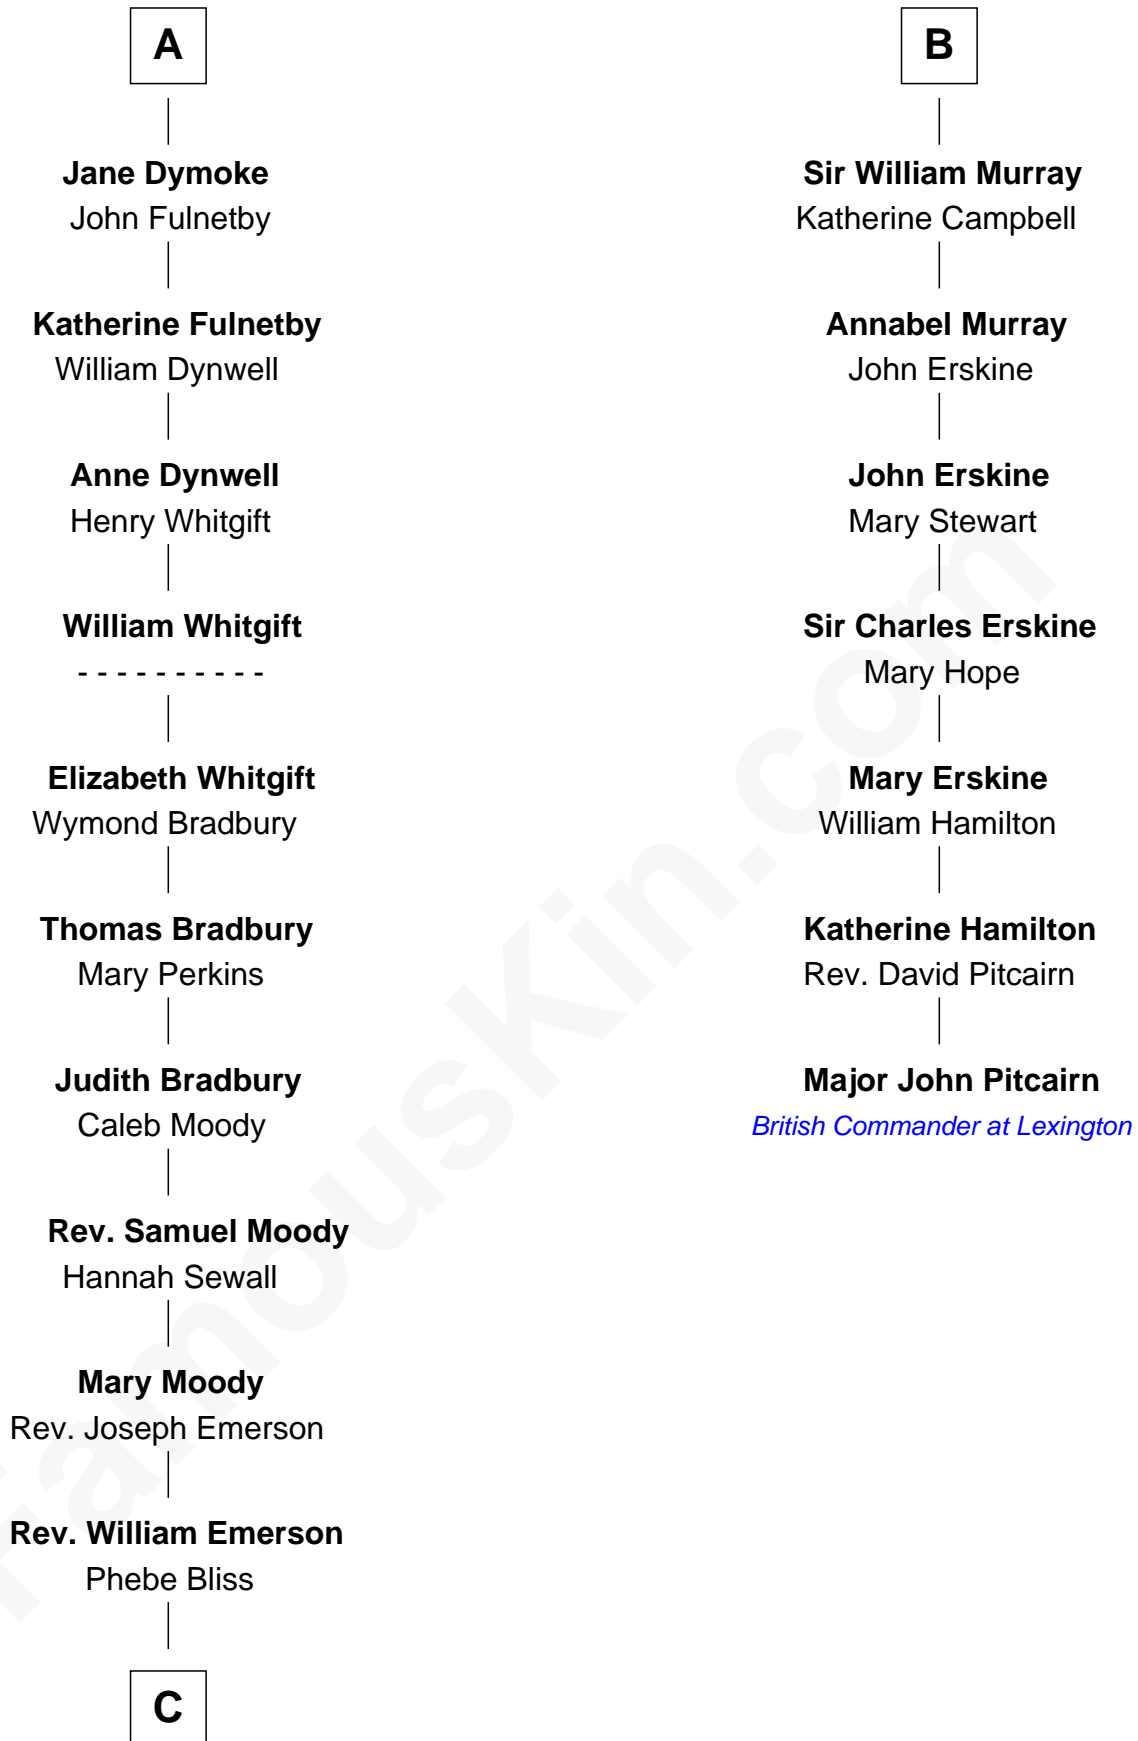 A
Jane Dymoke
John Fulnetby
Katherine Fulnetby
William Dynwell
Anne Dynwell
Henry Whitgift
William Whitgift
- - - - - - - - - -
Elizabeth Whitgift
Wymond Bradbury
Thomas Bradbury
Mary Perkins
Judith Bradbury
Caleb Moody
Rev. Samuel Moody
Hannah Sewall
Mary Moody
Rev. Joseph Emerson
Rev. William Emerson
Phebe Bliss
C
B
Sir William Murray
Katherine Campbell
Annabel Murray
John Erskine
John Erskine
Mary Stewart
Sir Charles Erskine
Mary Hope
Mary Erskine
William Hamilton
Katherine Hamilton
Rev. David Pitcairn
Major John Pitcairn
British Commander at Lexington
FamousKin.com